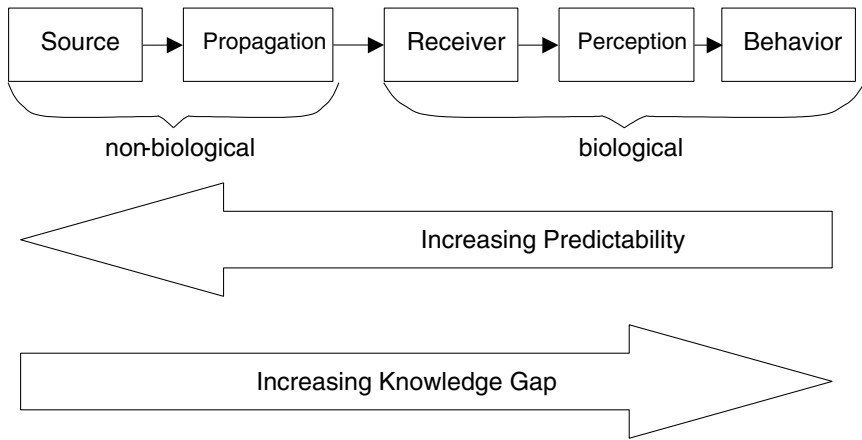 Source
Propagation
Receiver
Perception
Behavior
non-biological
biological
Increasing Predictability
Increasing Knowledge Gap